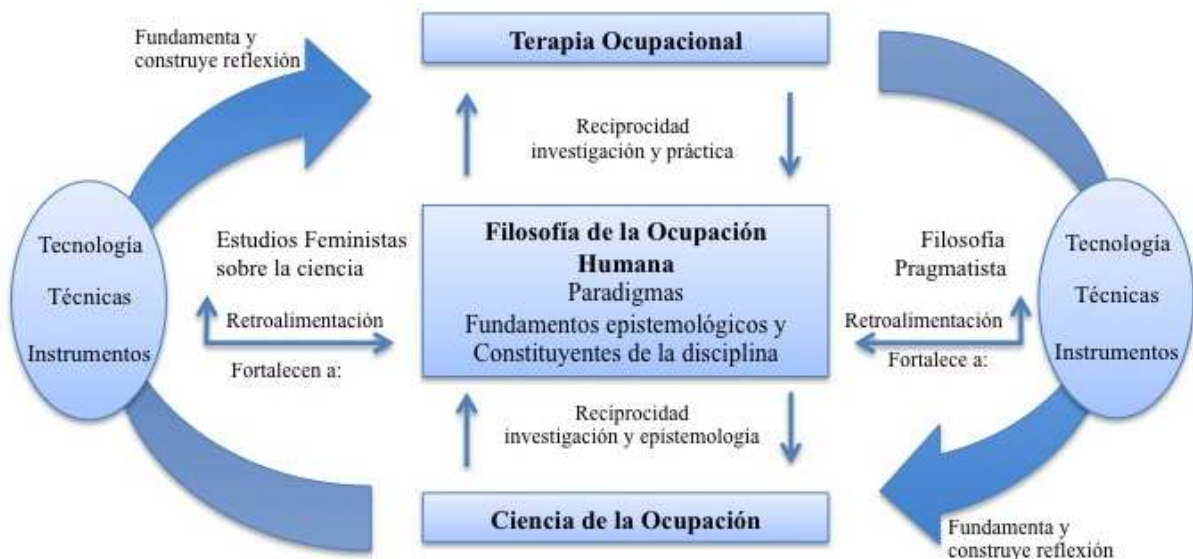 Fundamenta y
construye reflexión
Terapia Ocupacional
Reciprocidad
investigación y práctica
Tecnología
Técnicas
Instrumentos
Estudios Feministas
sobre la ciencia
Retroalimentación
Fortalecen a:
Filosofía de la Ocupación
Humana
Paradigmas
Fundamentos epistemológicos y
Constituyentes de la disciplina
Filosofía
Pragmatista
Retroalimentación
Fortalece a:
Tecnología
Técnicas
Instrumentos
Reciprocidad
investigación y epistemología
Ciencia de la Ocupación
Fundamenta y
construye reflexión